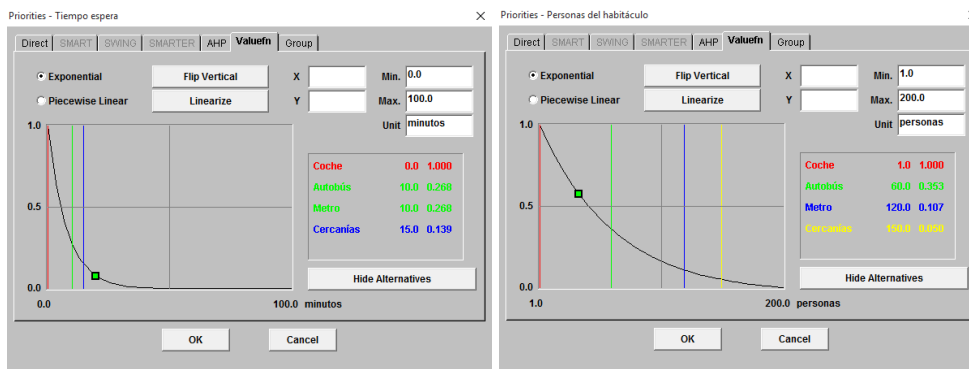 Priorities - Tiempo espera
Direct SMART SWING SMARTER AHP Valuefn Group
Exponential Flip Vertical X Min. 0.0
Piecewise Linear Linearize Y Max. 100.0
Unit minutos
1.0
0.5
0.0
Coche 0.0 1.000
Autobús 10.0 0.268
Metro 10.0 0.268
Cercanías 15.0 0.139
Hide Alternatives
0.0 100.0 minutos
OK Cancel
Priorities - Personas del habitáculo
Direct SMART SWING SMARTER AHP Valuefn Group
Exponential Flip Vertical X Min. 1.0
Piecewise Linear Linearize Y Max. 200.0
Unit personas
1.0
0.5
0.0
Coche 1.0 1.000
Autobús 60.0 0.353
Metro 120.0 0.107
Cercanías 150.0 0.050
Hide Alternatives
1.0 200.0 personas
OK Cancel